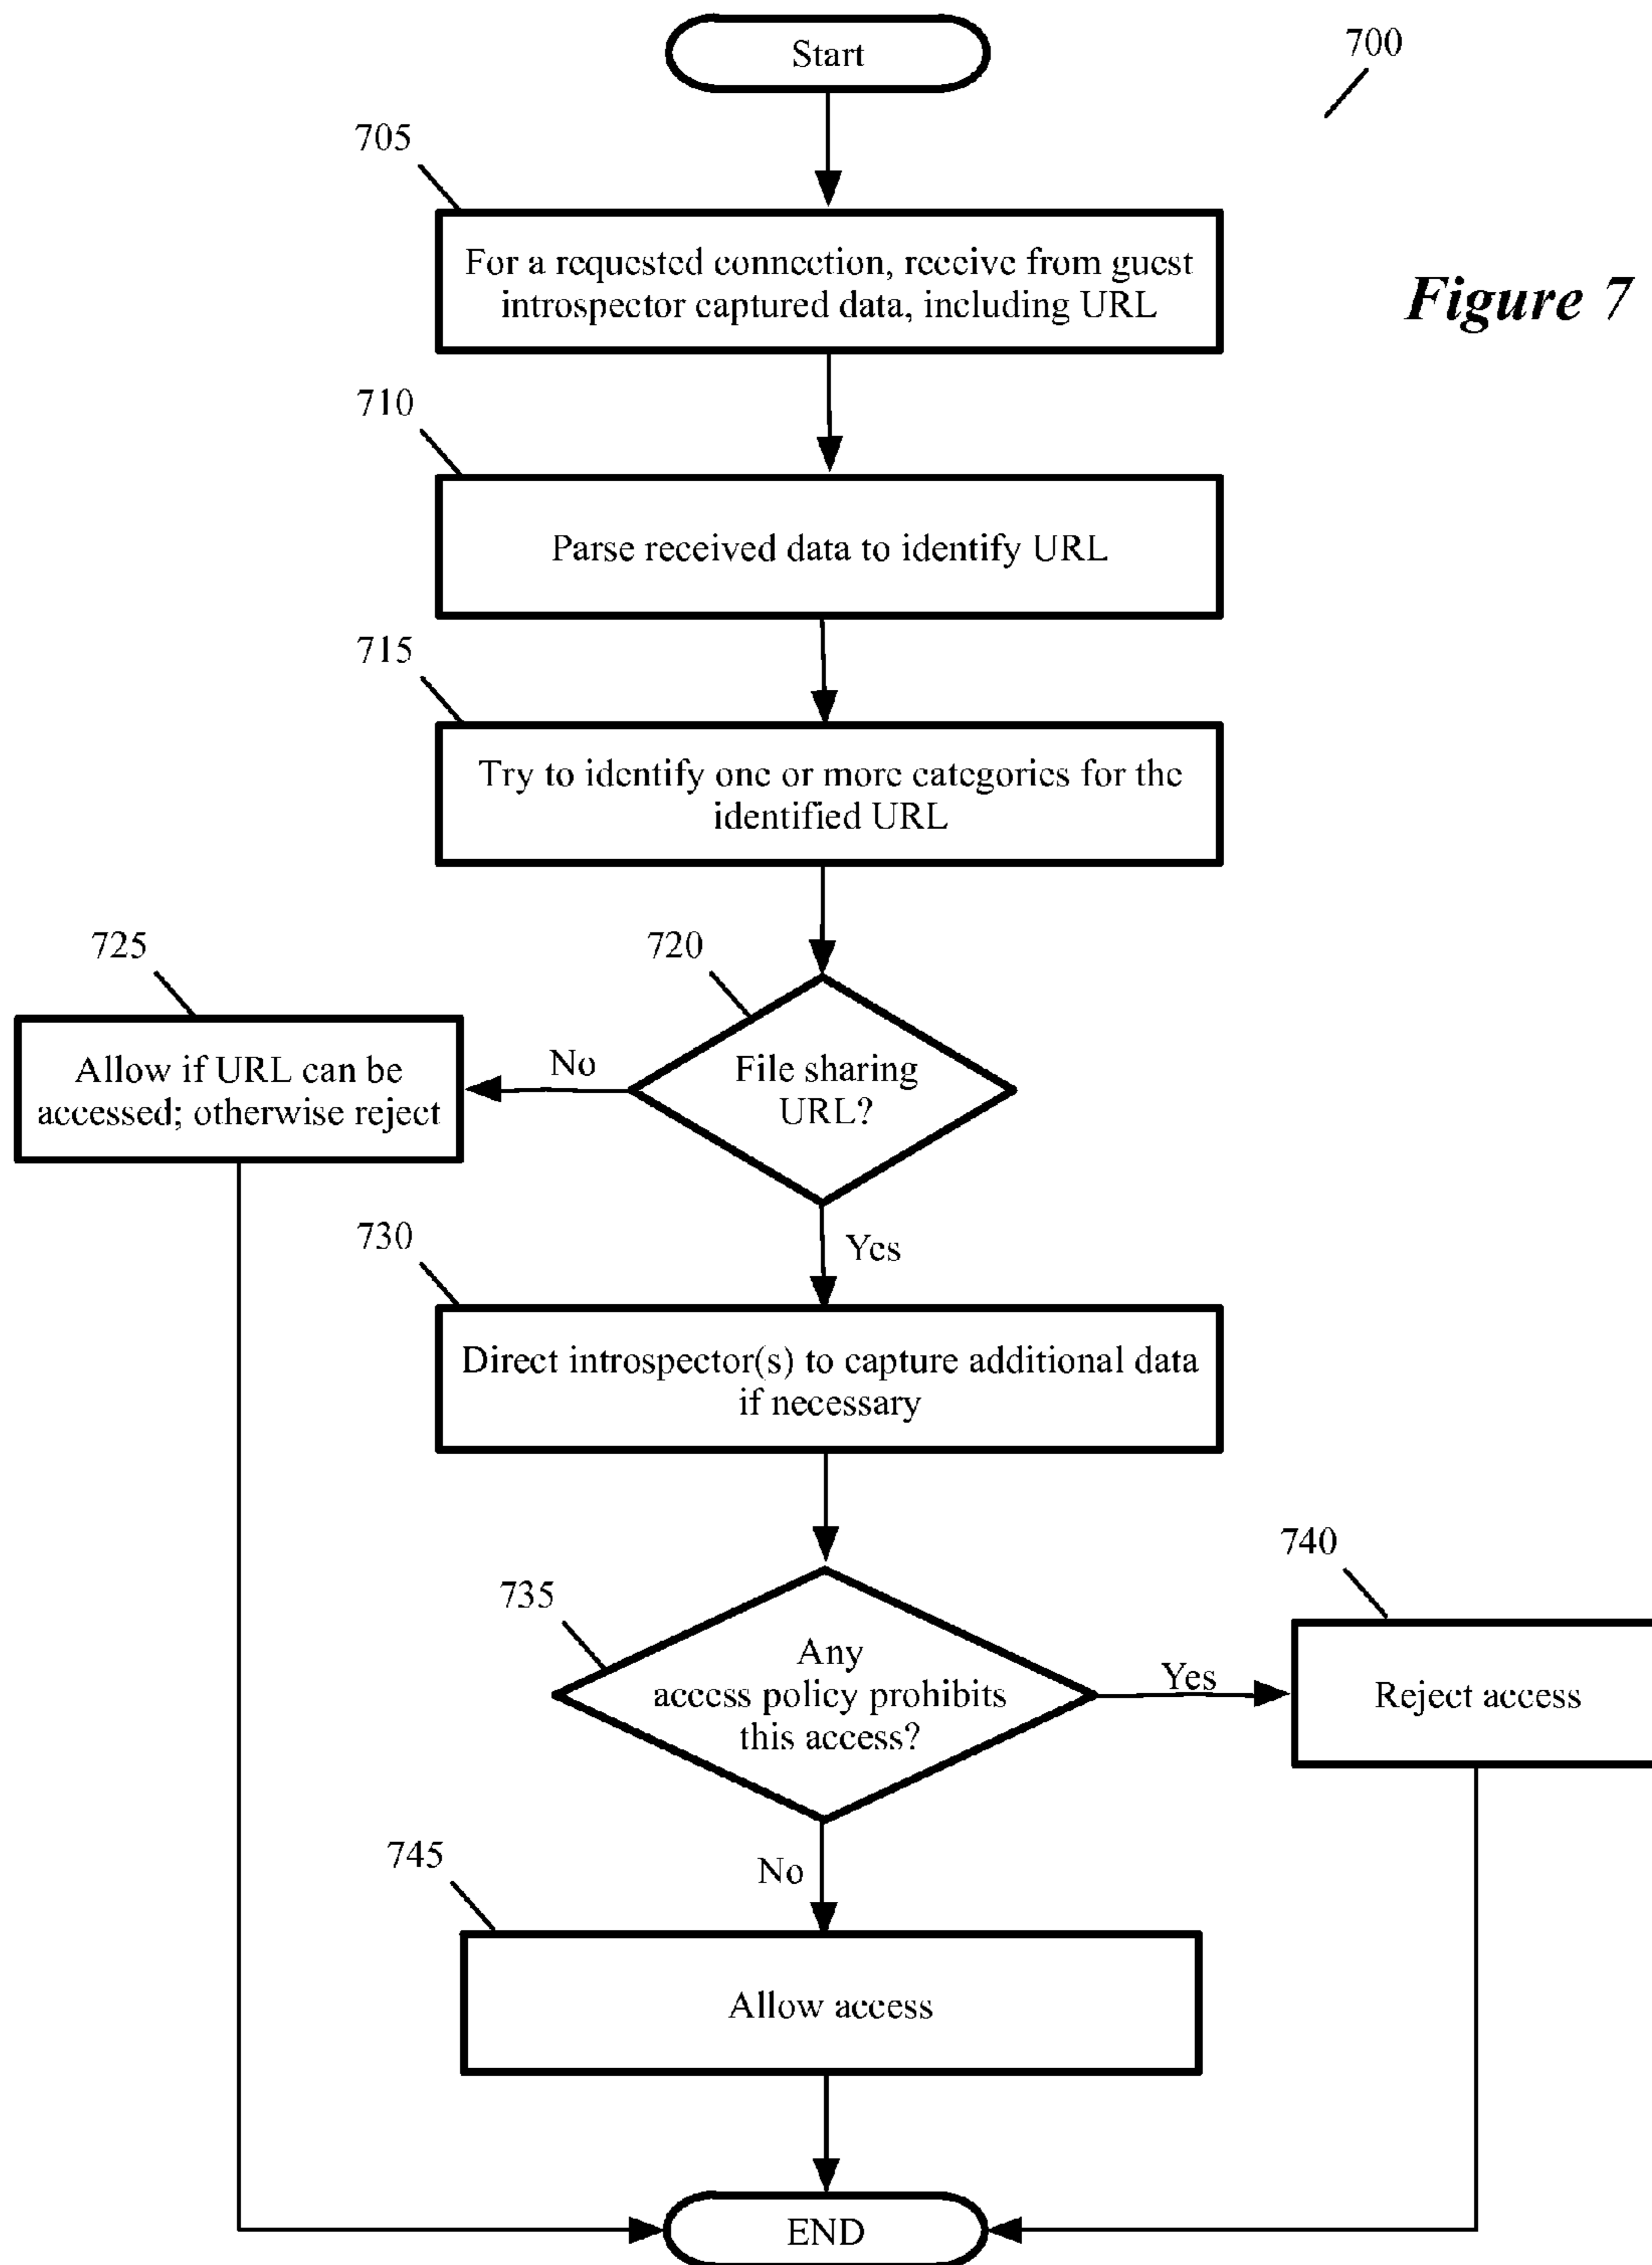 Start
700
705
For a requested connection, receive from guest
introspector captured data, including URL
Figure 7
710
Parse received data to identify URL
715
Try to identify one or more categories for the
identified URL
725
720
Allow if URL can be
accessed; otherwise reject
No
File sharing
URL?
730
Yes
Direct introspector(s) to capture additional data
if necessary
740
735
Any
access policy prohibits
this access?
Yes
Reject access
745
No
Allow access
END